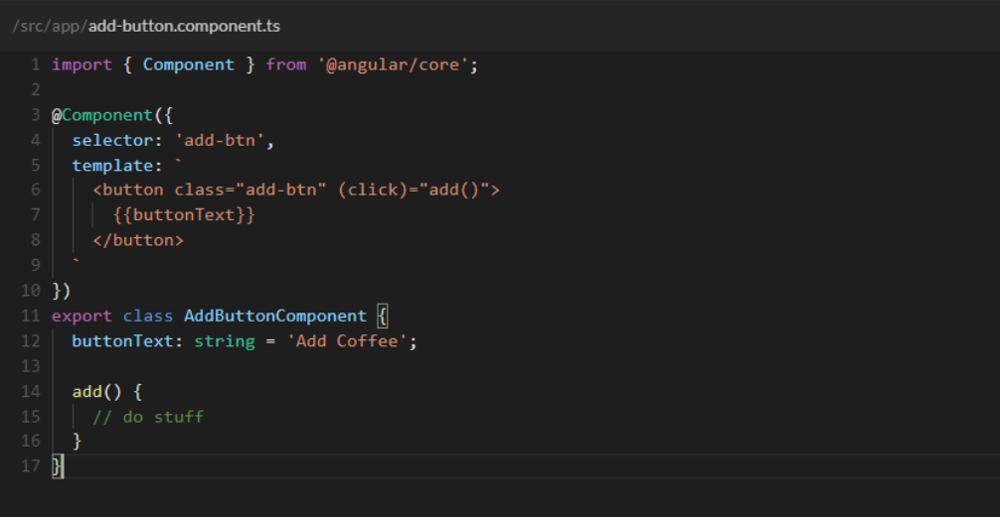 /src/app/add-button.component.ts
1 import { Component } from '@angular/core';
2
3 @Component({
4   selector: 'add-btn',
5   template: `
6     <button class="add-btn" (click)="add()">
7       {{buttonText}}
8     </button>
9   `
10 })
11 export class AddButtonComponent {
12   buttonText: string = 'Add Coffee';
13
14   add() {
15     // do stuff
16   }
17 }